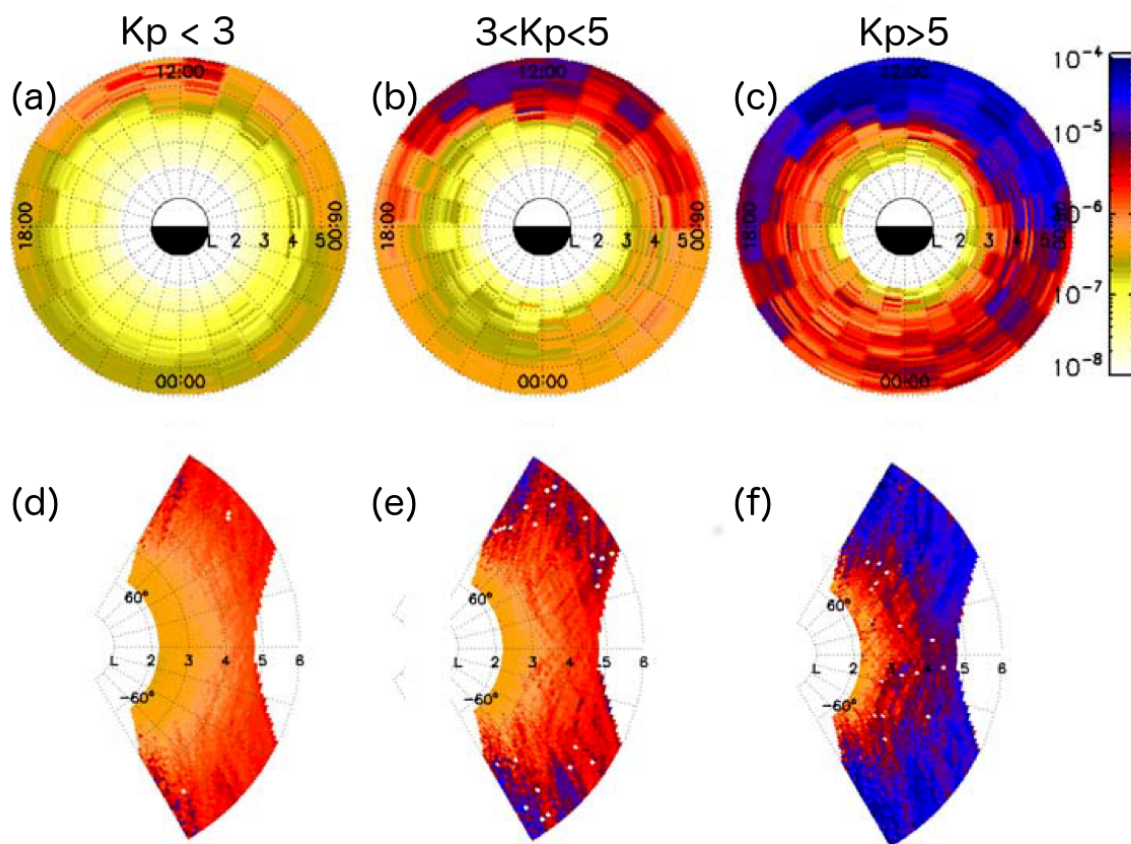 Kp < 3 3<Kp<5 Kp>5
(a) (b) (c)
12:00 12:00 12:00
10⁻⁴
10⁻⁵
10⁻⁶
10⁻⁷
10⁻⁸
18:00 L 2 3 4 5 06:00
18:00 L 2 3 4 5 06:00
18:00 L 2 3 4 5 06:00
00:00 00:00 00:00
(d) (e) (f)
60° 60° 60°
L 2 3 4 5 6
L 2 3 4 5 6
L 2 3 4 5 6
-60° -60° -60°